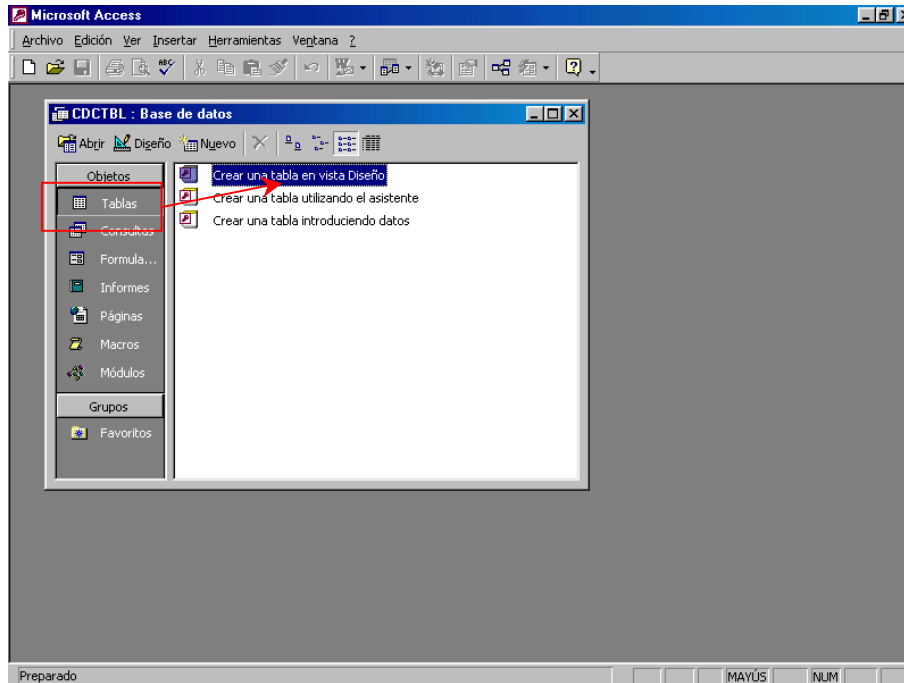 Microsoft Access
Archivo Edición Ver Insertar Herramientas Ventana ?
CDCTBL : Base de datos
Abrir Diseño Nuevo
Objetos
Tablas
Consultas
Formula...
Informes
Páginas
Macros
Módulos
Grupos
Favoritos
Crear una tabla en vista Diseño
Crear una tabla utilizando el asistente
Crear una tabla introduciendo datos
Preparado
MAYÚS
NUM